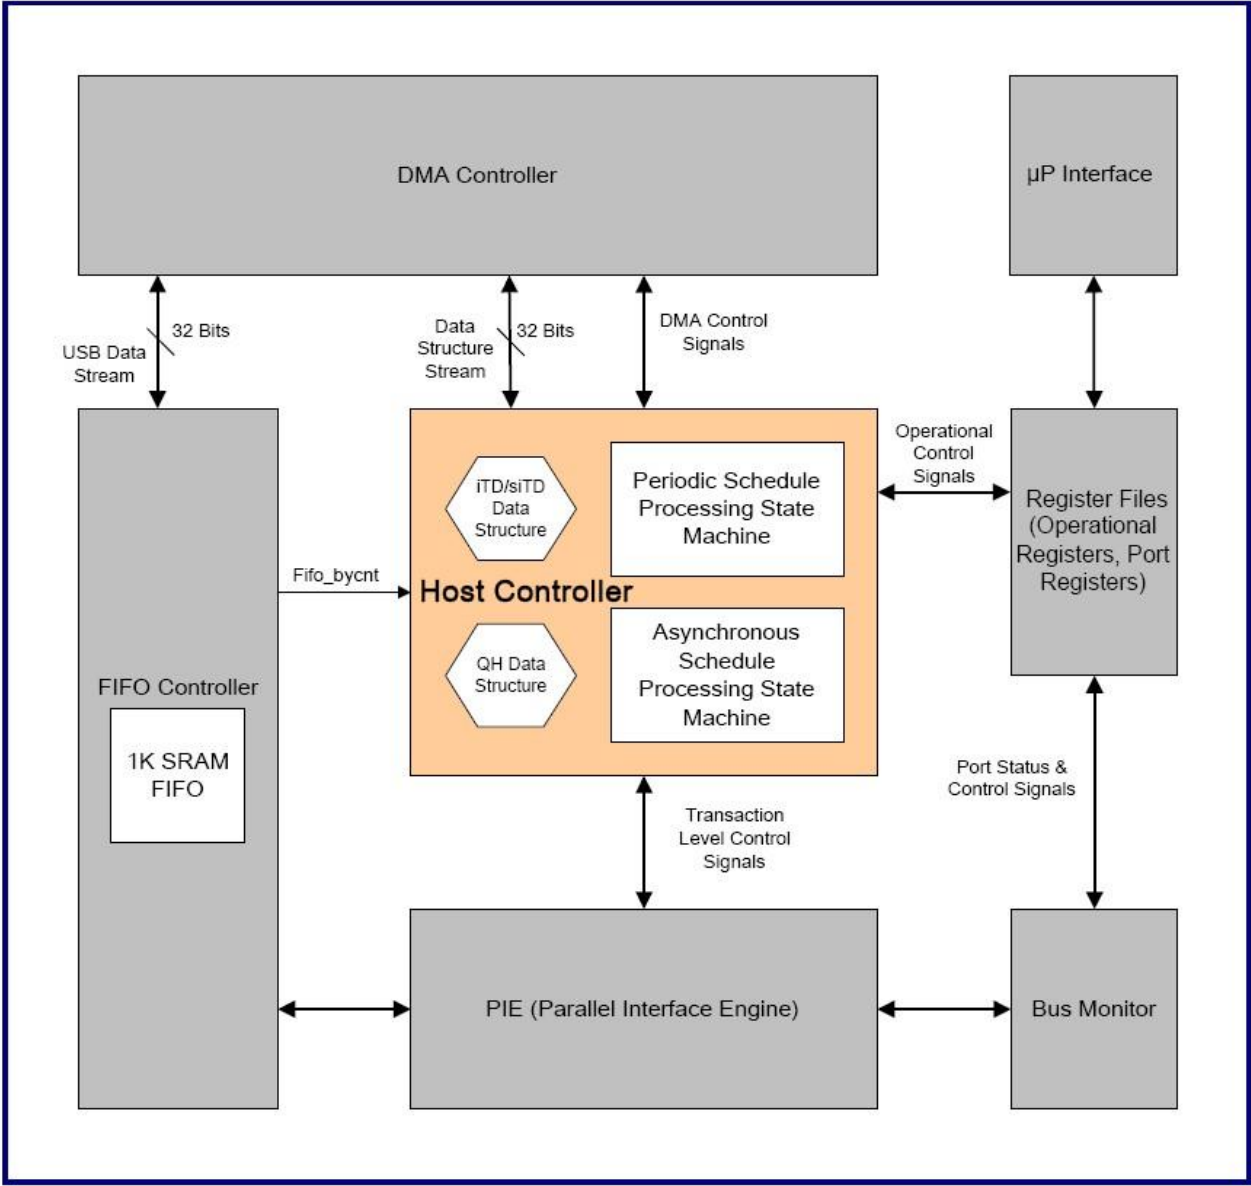 DMA Controller
µP Interface
32 Bits
USB Data
Stream
Data
Structure
Stream
32 Bits
DMA Control
Signals
Operational
Control
Signals
iTD/siTD
Data
Structure
Periodic Schedule
Processing State
Machine
Register Files
(Operational
Registers, Port
Registers)
Fifo_bycnt
Host Controller
QH Data
Structure
Asynchronous
Schedule
Processing State
Machine
FIFO Controller
1K SRAM
FIFO
Port Status &
Control Signals
Transaction
Level Control
Signals
PIE (Parallel Interface Engine)
Bus Monitor